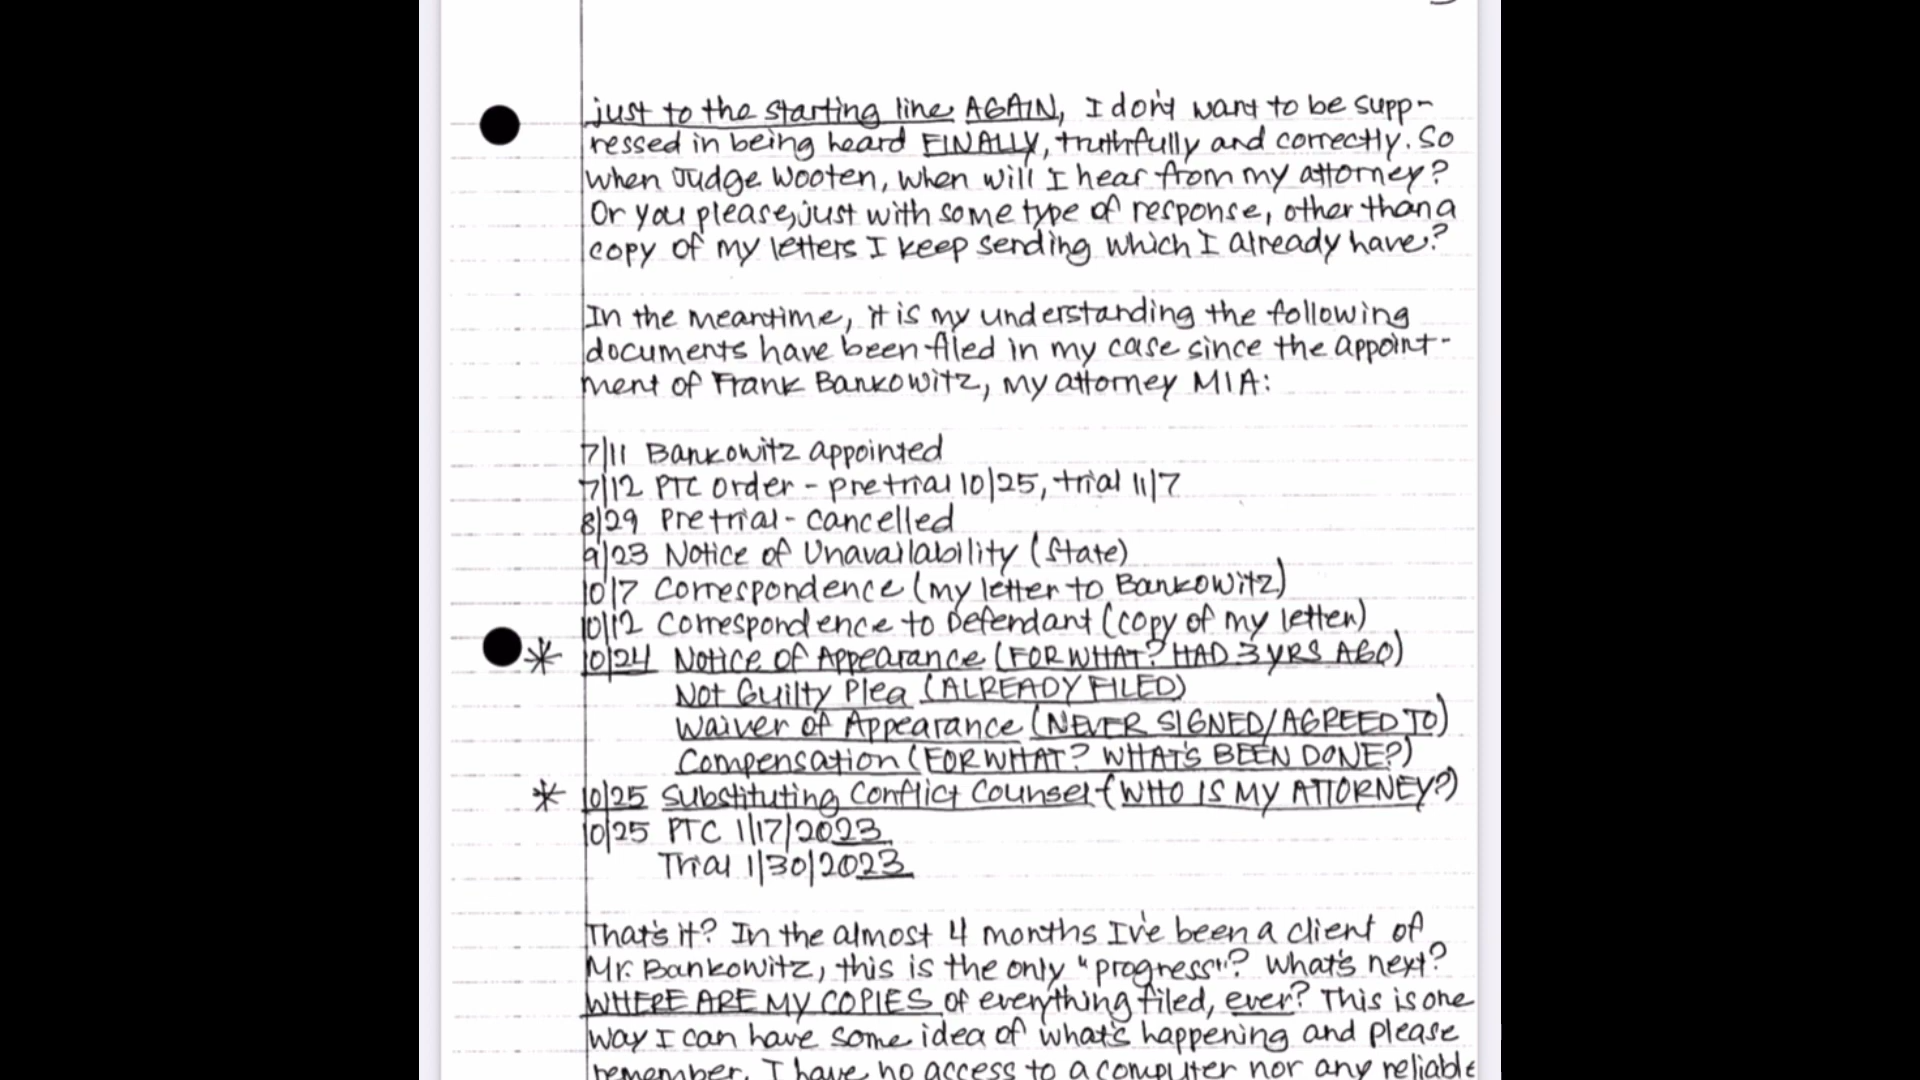 just to the starting line AGAIN, I don't want to be supp-
ressed in being heard FINALLY, truthfully and correctly. So
when Judge Wooten, when will I hear from my attorney?
Or you please, just with some type of response, other than a
copy of my letters I keep sending which I already have?
In the meantime, it is my understanding the following
documents have been filed in my case since the appoint-
ment of Frank Bankowitz, my attorney MIA:
7/11 Bankowitz appointed
7/12 PTC order - pretrial 10/25, trial 11/7
8/29 Pretrial - cancelled
9/23 Notice of Unavailability (State)
10/7 Correspondence (my letter to Bankowitz)
10/12 Correspondence to Defendant (copy of my letter)
* 10/24 Notice of Appearance (FOR WHAT? HAD 3 YRS AGO)
Not Guilty Plea (ALREADY FILED)
Waiver of Appearance (NEVER SIGNED/AGREED TO)
Compensation (FOR WHAT? WHAT'S BEEN DONE?)
* 10/25 Substituting Conflict Counsel (WHO IS MY ATTORNEY?)
10/25 PTC 1/17/2023
Trial 1/30/2023
That's it? In the almost 4 months I've been a client of
Mr. Bankowitz, this is the only "progress"? What's next?
WHERE ARE MY COPIES of everything filed, ever? This is one
way I can have some idea of what's happening and please
remember, I have no access to a computer nor any reliable